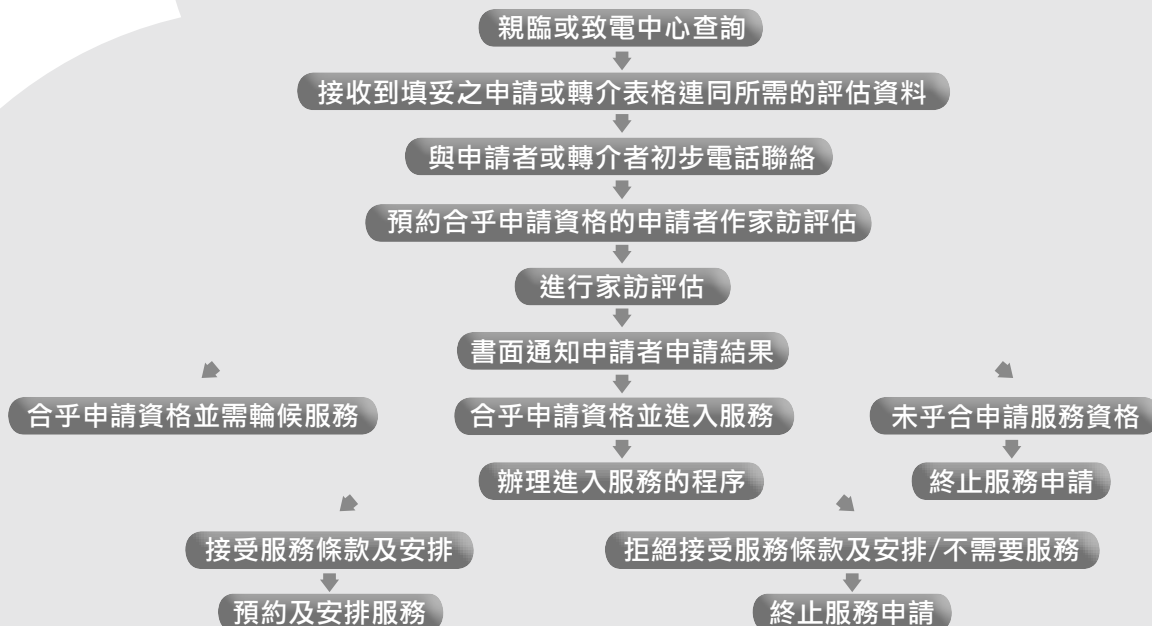 親臨或致電中心查詢
接收到填妥之申請或轉介表格連同所需的評估資料
與申請者或轉介者初步電話聯絡
預約合乎申請資格的申請者作家訪評估
進行家訪評估
書面通知申請者申請結果
合乎申請資格並需輪候服務
合乎申請資格並進入服務
未乎合申請服務資格
辦理進入服務的程序
終止服務申請
接受服務條款及安排
拒絕接受服務條款及安排/不需要服務
預約及安排服務
終止服務申請